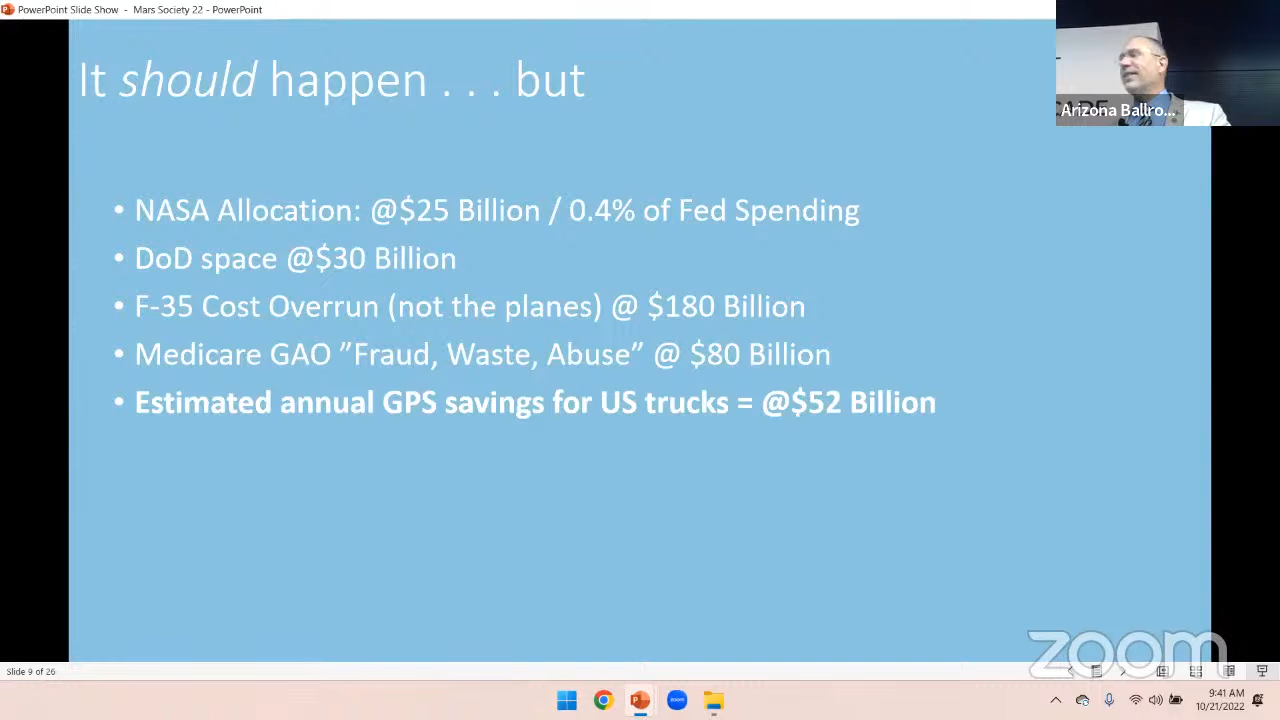 PowerPoint Slide Show - Mars Society 22 - PowerPoint
It should happen . . . but
Arizona Ballro...
• NASA Allocation: @$25 Billion / 0.4% of Fed Spending
• DoD space @$30 Billion
• F-35 Cost Overrun (not the planes) @ $180 Billion
• Medicare GAO ”Fraud, Waste, Abuse” @ $80 Billion
• Estimated annual GPS savings for US trucks = @$52 Billion
zoom
Slide 9 of 26
zoom
9:41 AM
10/21/2022